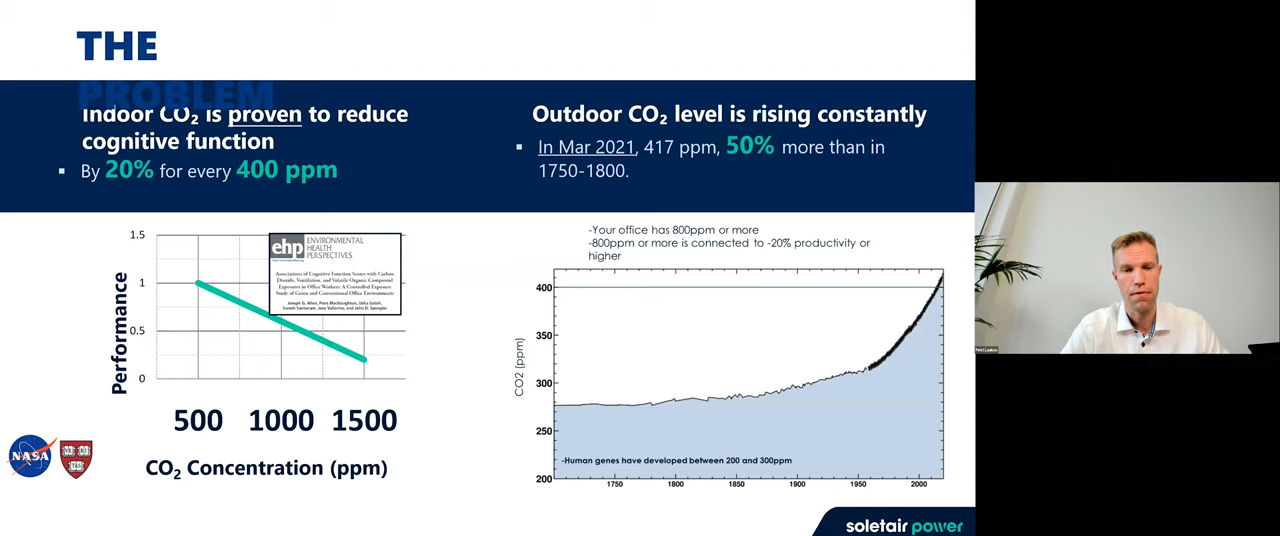 THE
PROBLEM
Indoor CO₂ is proven to reduce
cognitive function
▪ By 20% for every 400 ppm
Outdoor CO₂ level is rising constantly
▪ In Mar 2021, 417 ppm, 50% more than in
1750-1800.
1.5
1
0.5
0
Performance
ehp ENVIRONMENTAL
HEALTH
PERSPECTIVES
Associations of Cognitive Function Scores with Carbon
Dioxide, Ventilation, and Volatile Organic Compound
Exposures in Office Workers: A Controlled Exposure
Study of Green and Conventional Office Environments
Joseph G. Allen, Piers MacNaughton, Usha Satish,
Suresh Santanam, Jose Vallarino, and John D. Spengler
500 1000 1500
CO₂ Concentration (ppm)
NASA
VE RI
TAS
-Your office has 800ppm or more
-800ppm or more is connected to -20% productivity or
higher
400
350
300
250
200
CO2 (ppm)
-Human genes have developed between 200 and 300ppm
1750 1800 1850 1900 1950 2000
soletair power